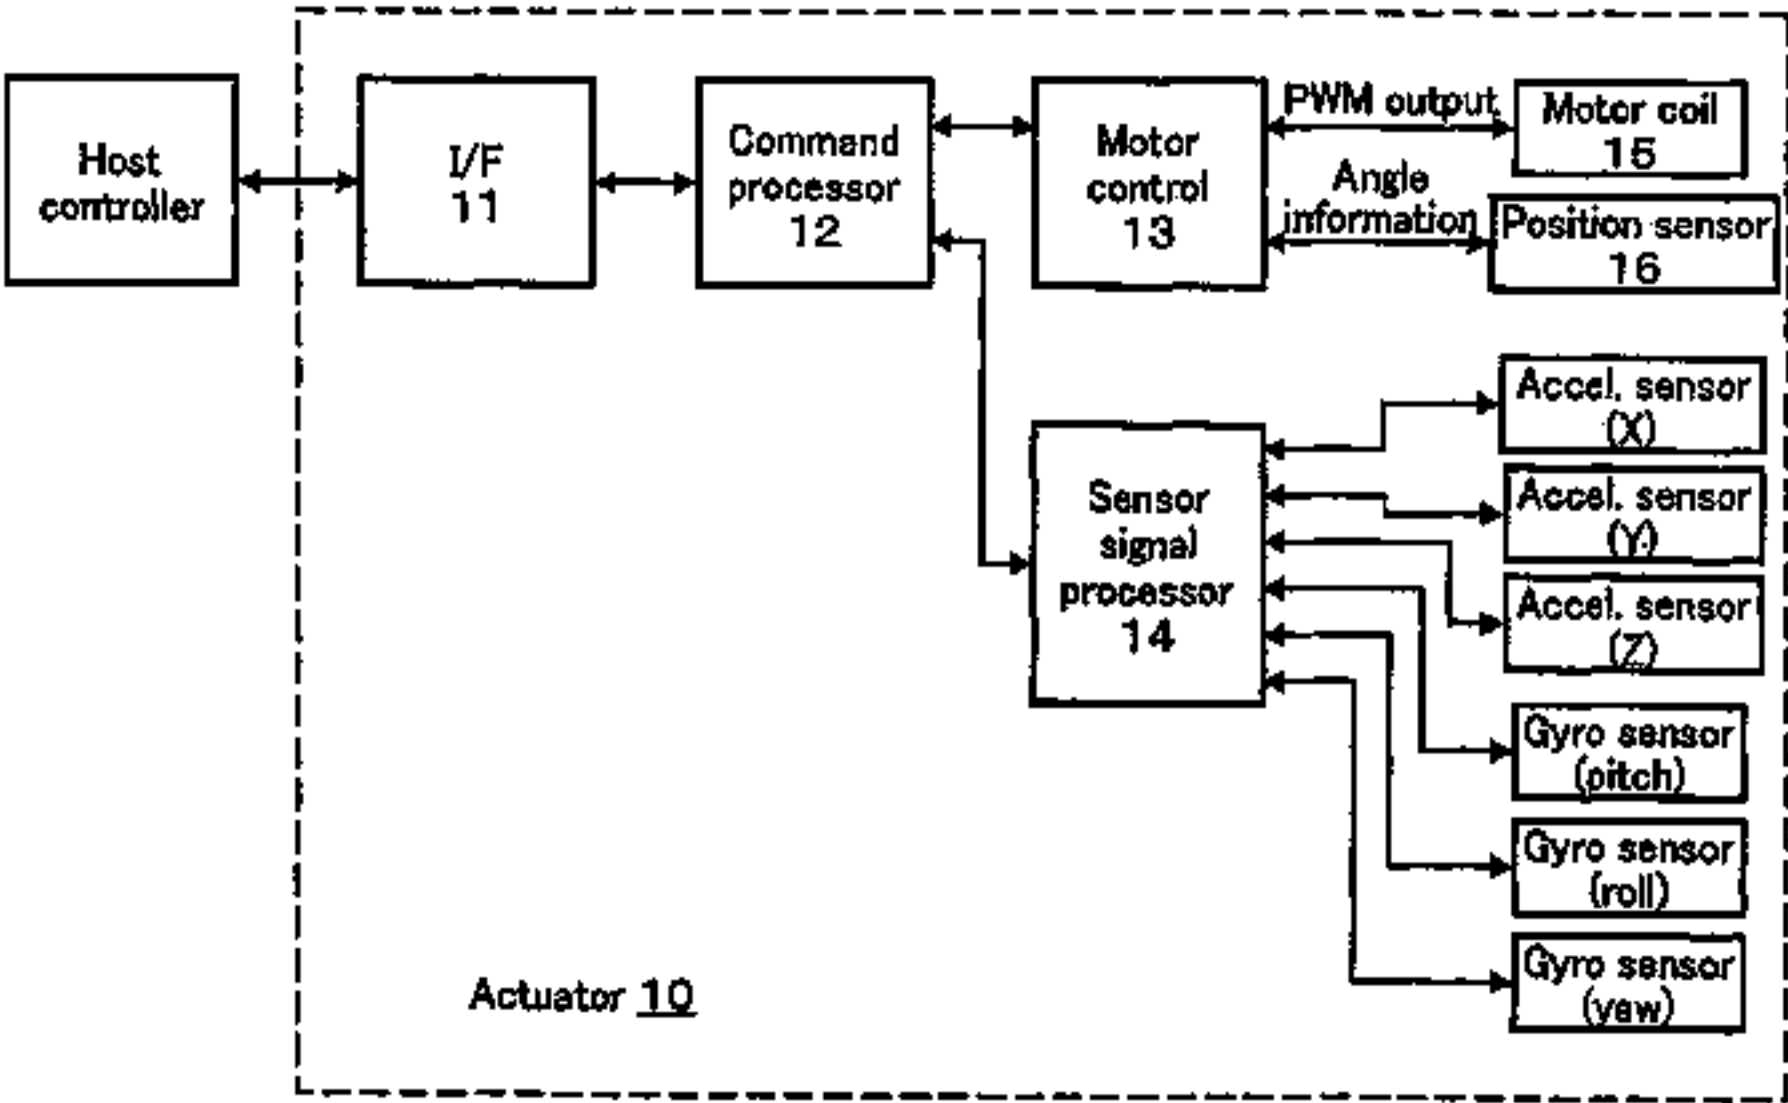 Host
controller
I/F
11
Command
processor
12
Motor
control
13
PWM output
Angle
information
Motor coil
15
Position sensor
16
Sensor
signal
processor
14
Accel. sensor
(X)
Accel. sensor
(Y)
Accel. sensor
(Z)
Gyro sensor
(pitch)
Gyro sensor
(roll)
Gyro sensor
(yaw)
Actuator 10